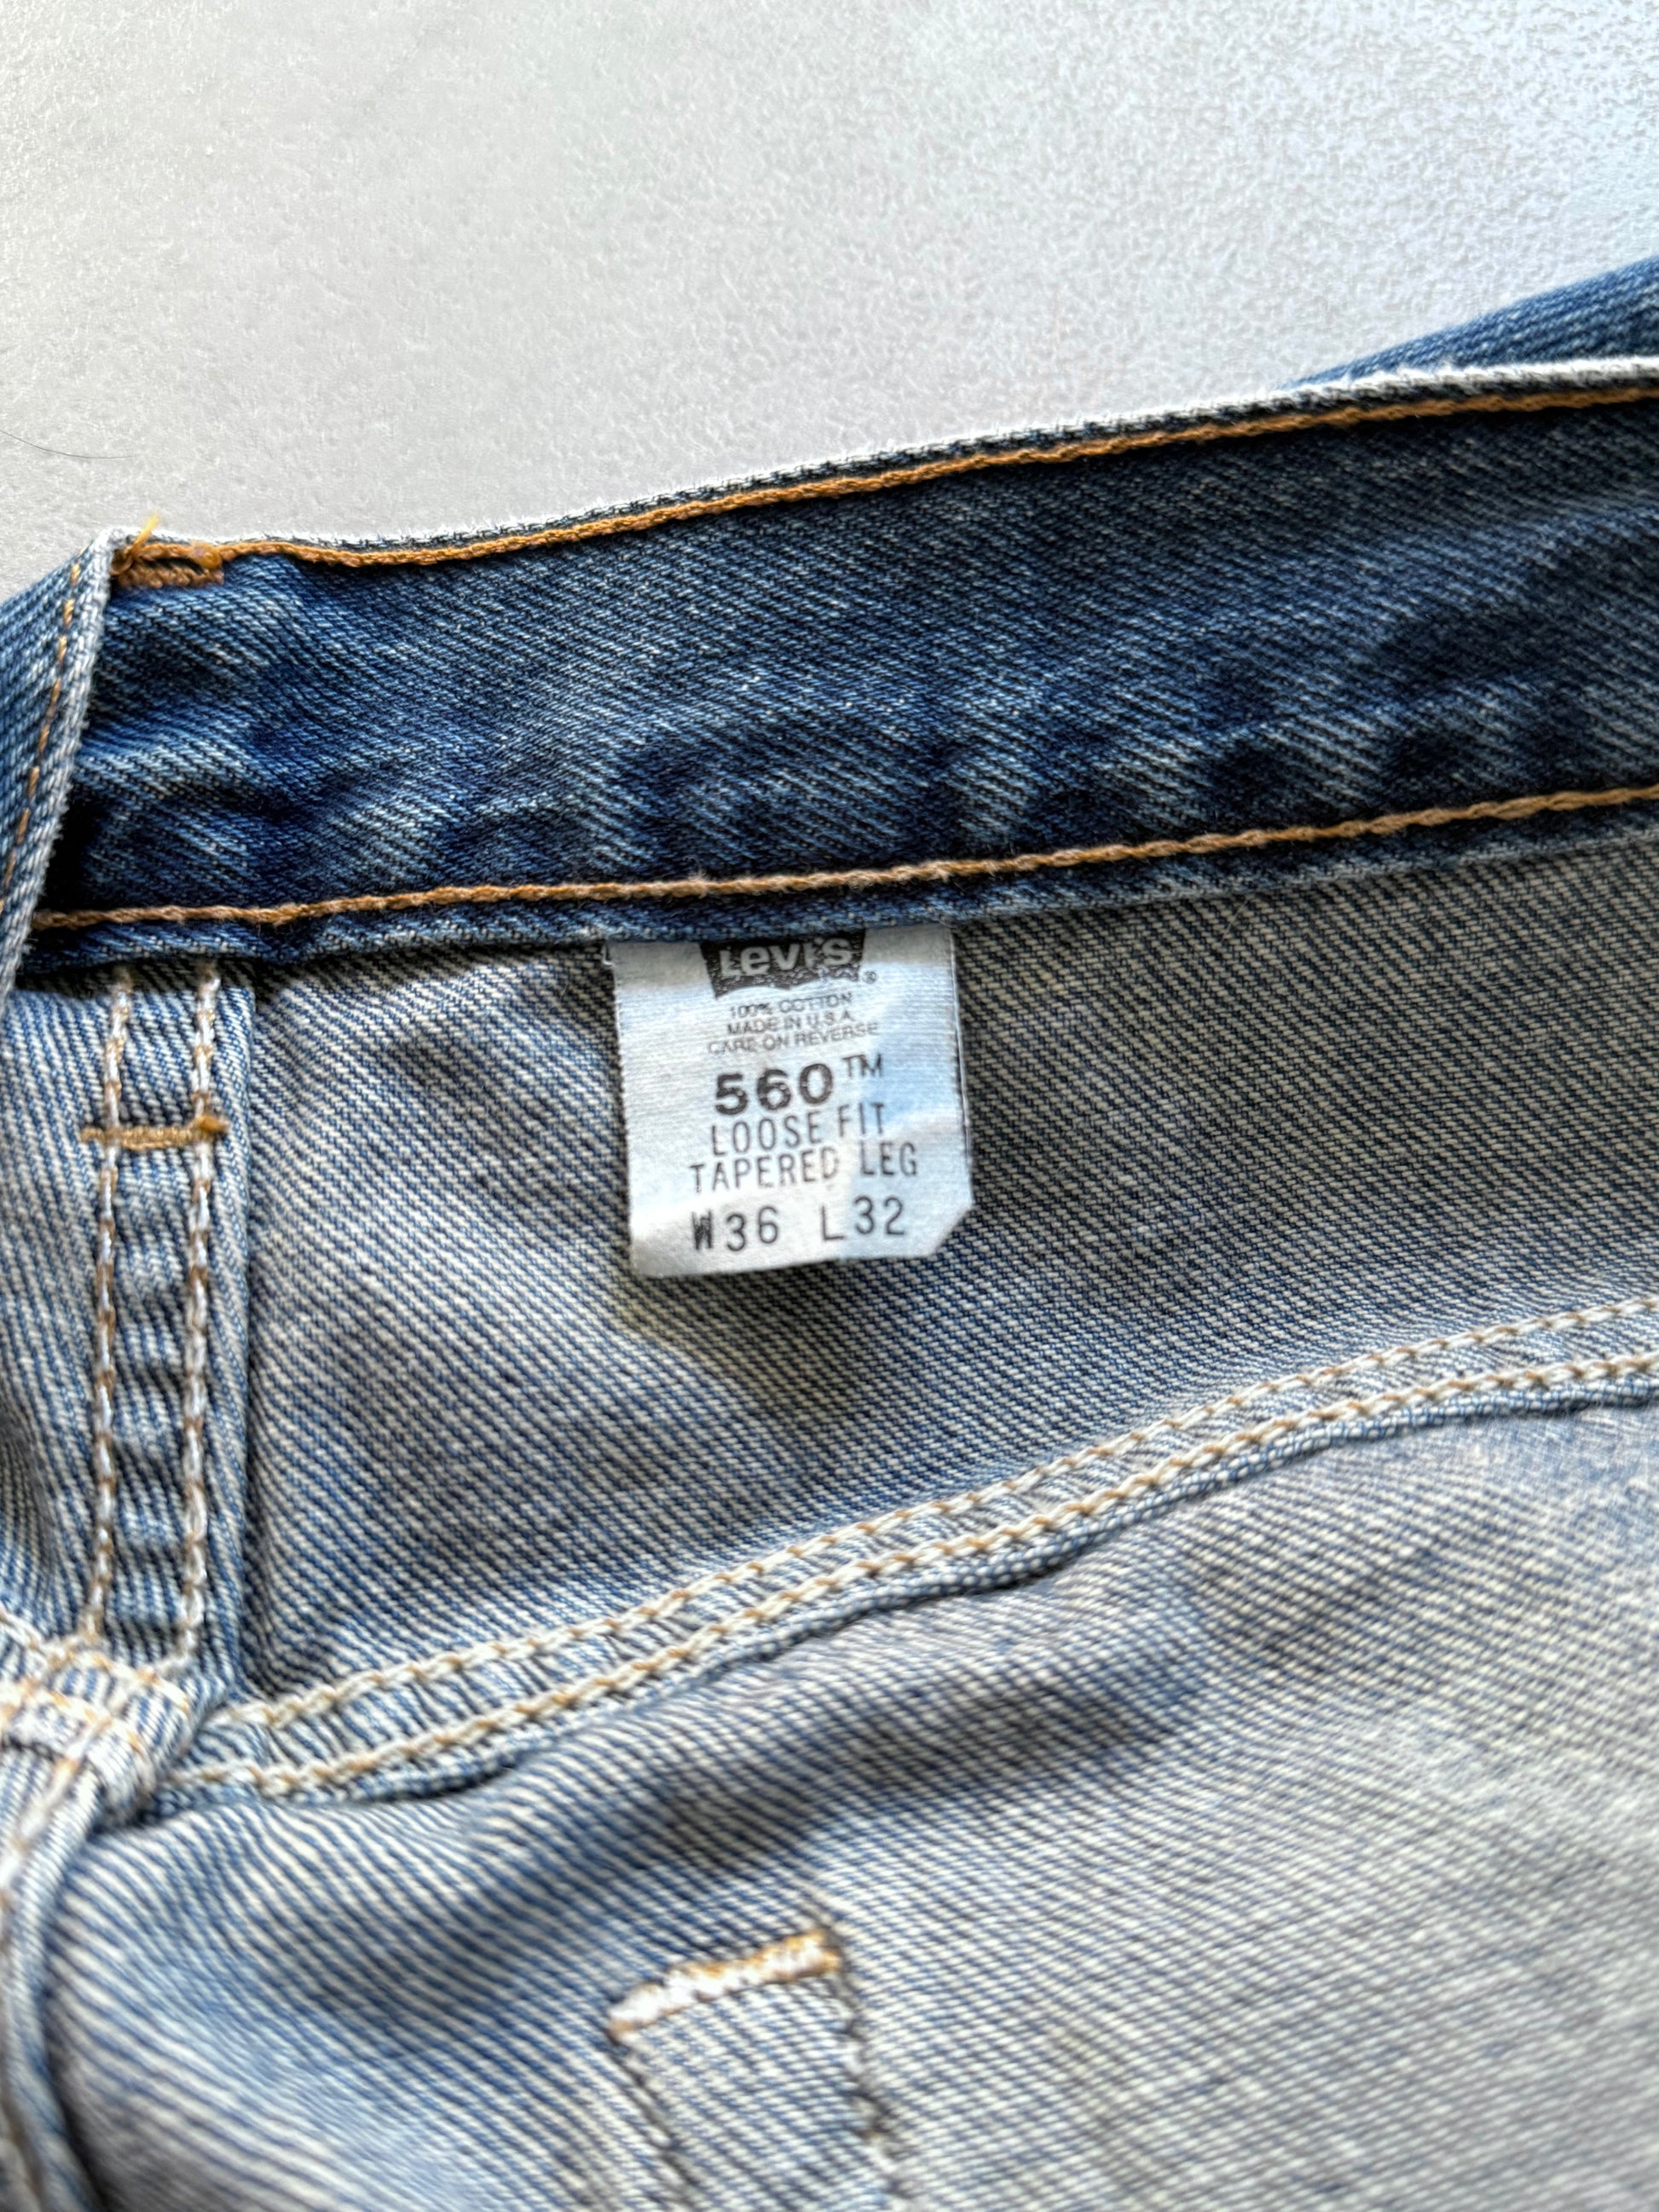 Levi's ®
100% COTTON
MADE IN U.S.A.
CARE ON REVERSE
560™
LOOSE FIT
TAPERED LEG
W36 L32